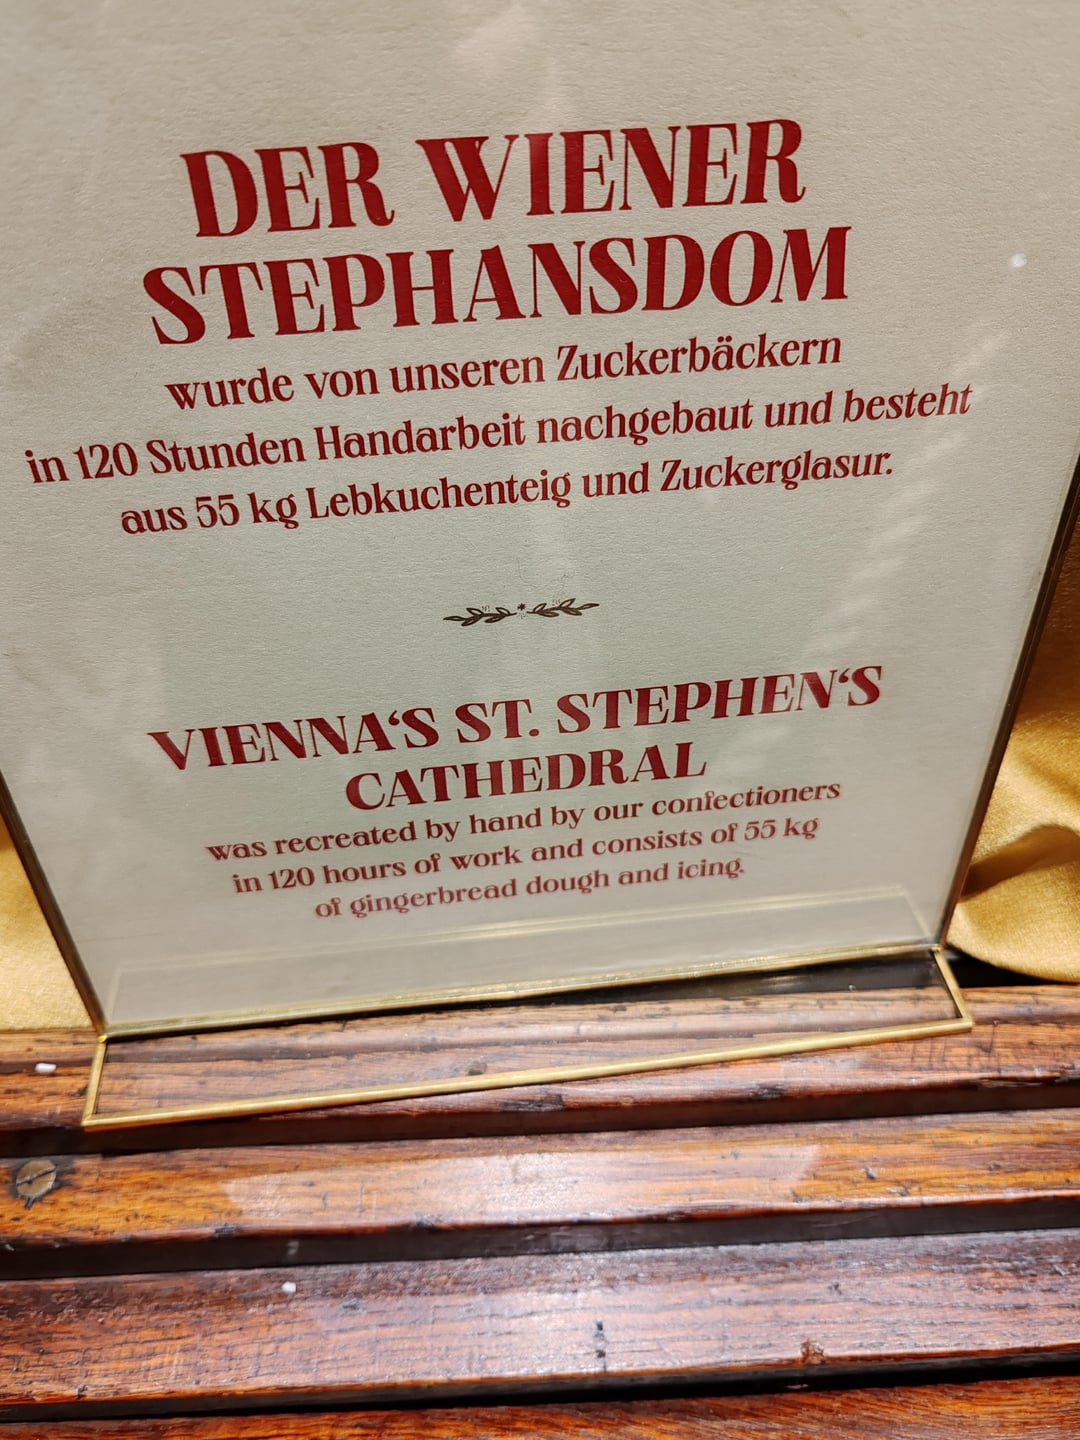 DER WIENER
STEPHANSDOM
wurde von unseren Zuckerbäckern
in 120 Stunden Handarbeit nachgebaut und besteht
aus 55 kg Lebkuchenteig und Zuckerglasur.
VIENNA‘S ST. STEPHEN‘S
CATHEDRAL
was recreated by hand by our confectioners
in 120 hours of work and consists of 55 kg
of gingerbread dough and icing.